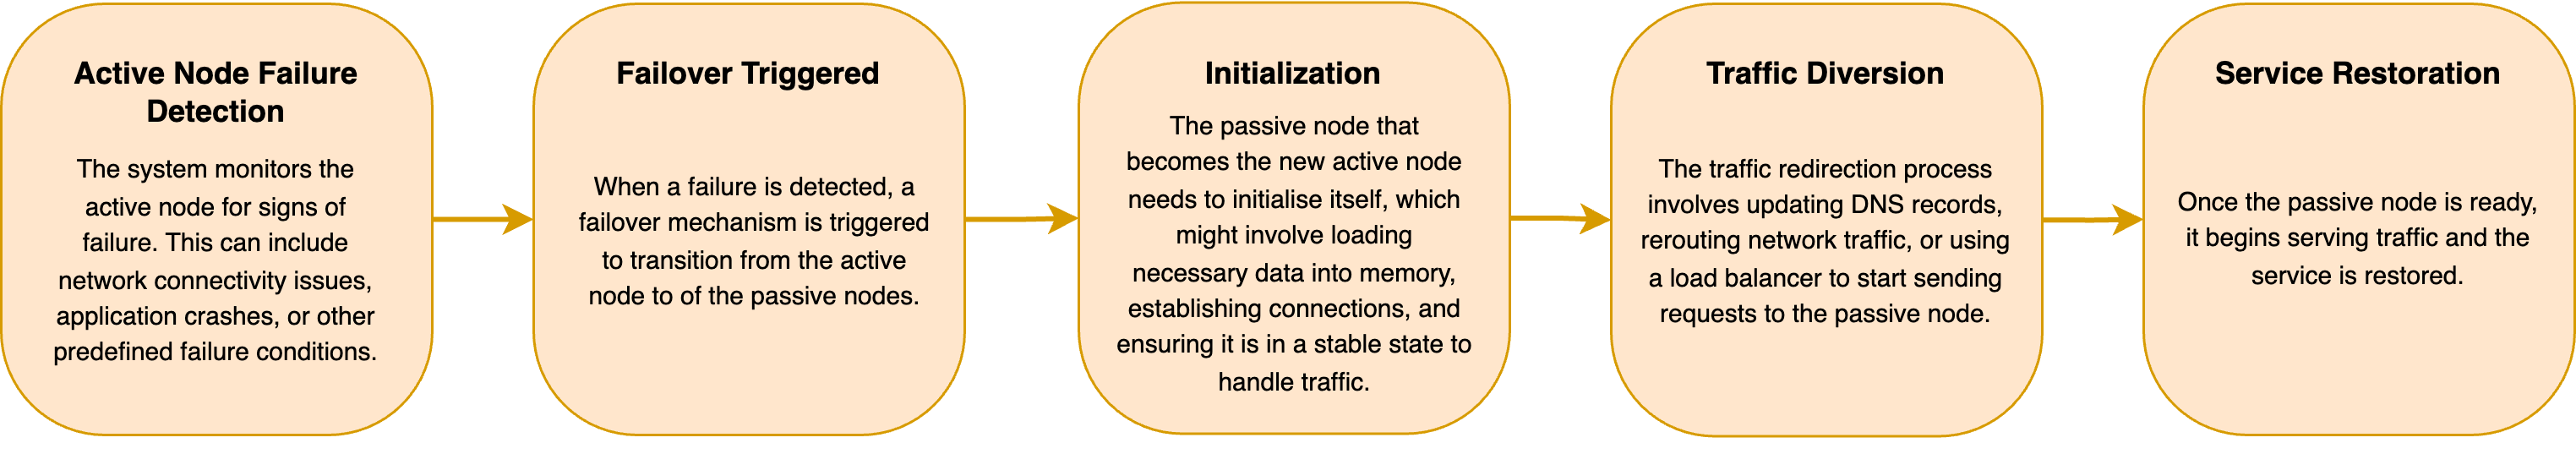 Active Node Failure
Detection
The system monitors the
active node for signs of
failure. This can include
network connectivity issues,
application crashes, or other
predefined failure conditions.
Failover Triggered
When a failure is detected, a
failover mechanism is triggered
to transition from the active
node to of the passive nodes.
Initialization
The passive node that
becomes the new active node
needs to initialise itself, which
might involve loading
necessary data into memory,
establishing connections, and
ensuring it is in a stable state to
handle traffic.
Traffic Diversion
The traffic redirection process
involves updating DNS records,
rerouting network traffic, or using
a load balancer to start sending
requests to the passive node.
Service Restoration
Once the passive node is ready,
it begins serving traffic and the
service is restored.